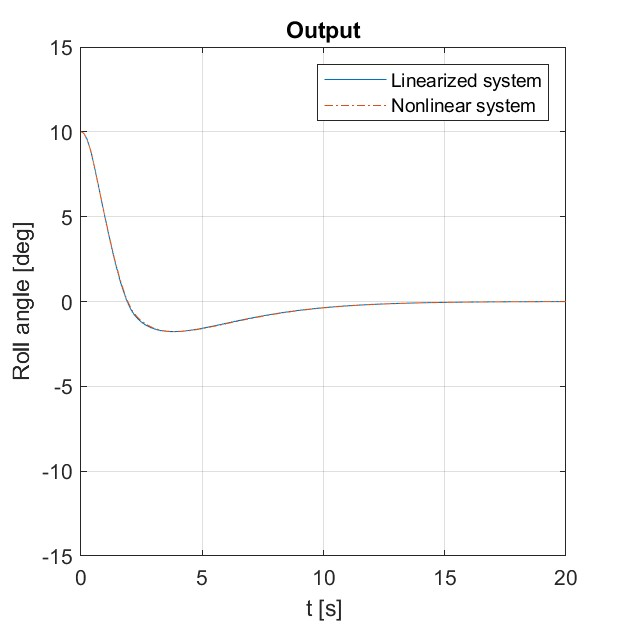 Output
Linearized system
Nonlinear system
15
10
5
0
-5
-10
-15
Roll angle [deg]
0 5 10 15 20
t [s]